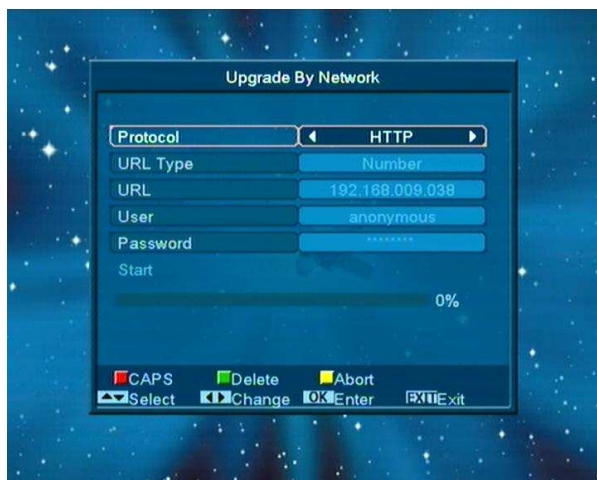 Upgrade By Network
Protocol HTTP
URL Type Number
URL 192.168.009.038
User anonymous
Password ********
Start
0%
CAPS Delete Abort
Select Change OK Enter EXIT Exit